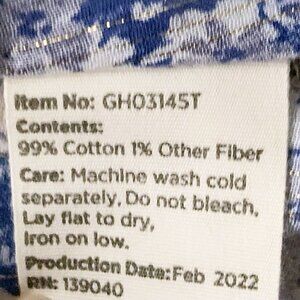 Item No: GH03145T
Contents:
99% Cotton 1% Other Fiber
Care: Machine wash cold
separately. Do not bleach.
Lay flat to dry,
Iron on low.
Production Date: Feb 2022
RN: 139040